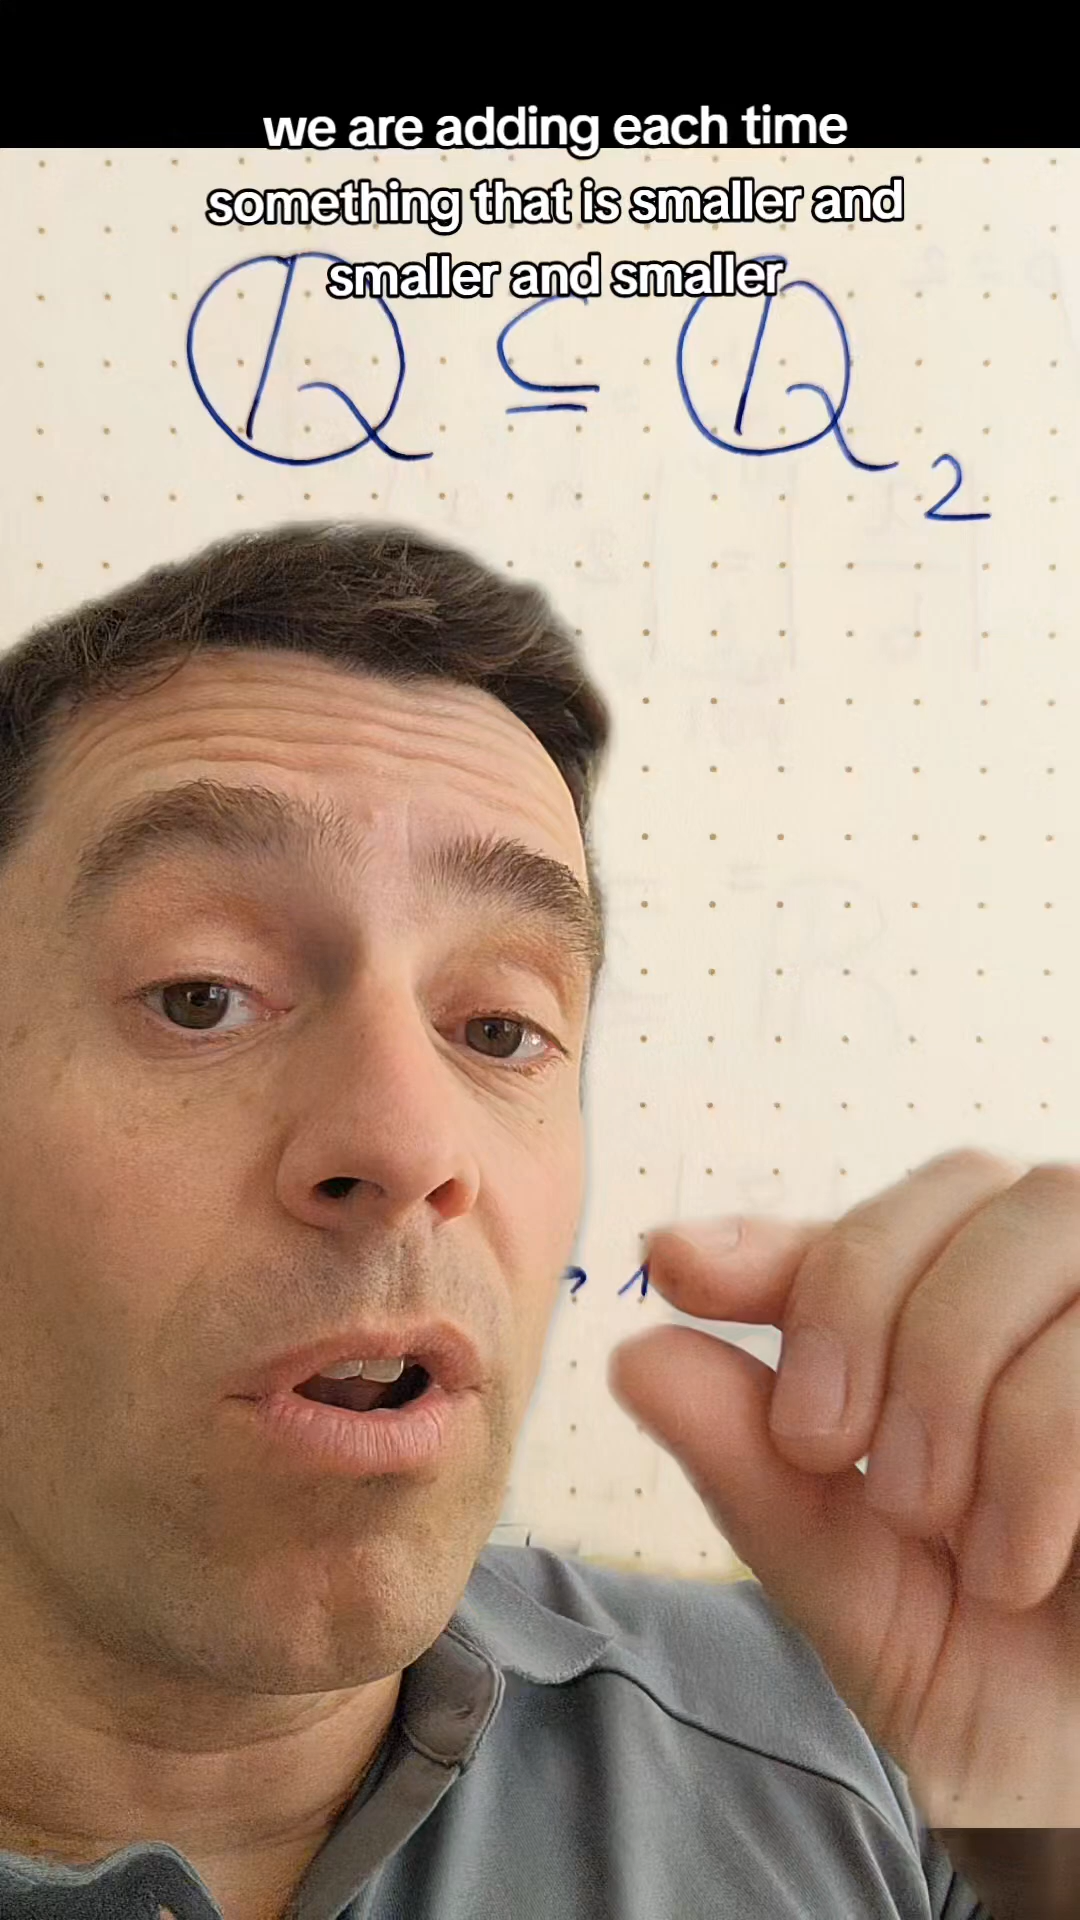 we are adding each time
something that is smaller and
smaller and smaller
ℚ ⊆ ℚ₂